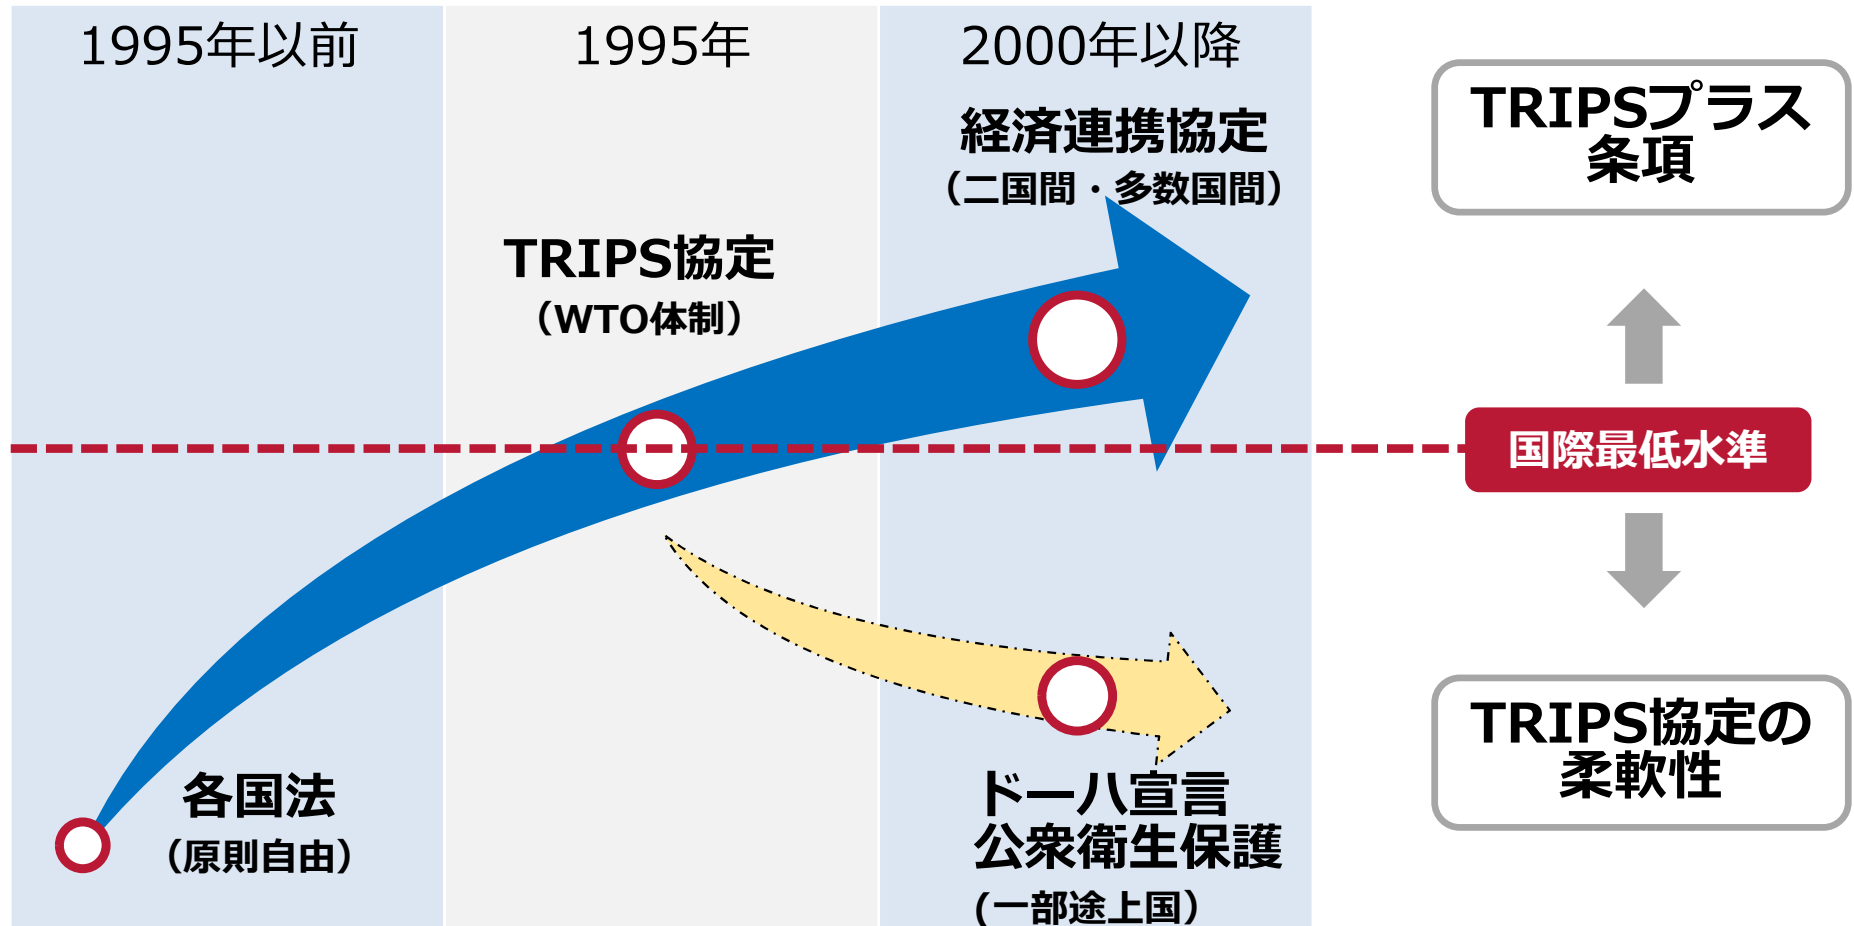 1995年以前
1995年
2000年以降
経済連携協定
（二国間・多数国間）
TRIPS協定
（WTO体制）
各国法
（原則自由）
ドーハ宣言
公衆衛生保護
(一部途上国）
TRIPSプラス
条項
国際最低水準
TRIPS協定の
柔軟性